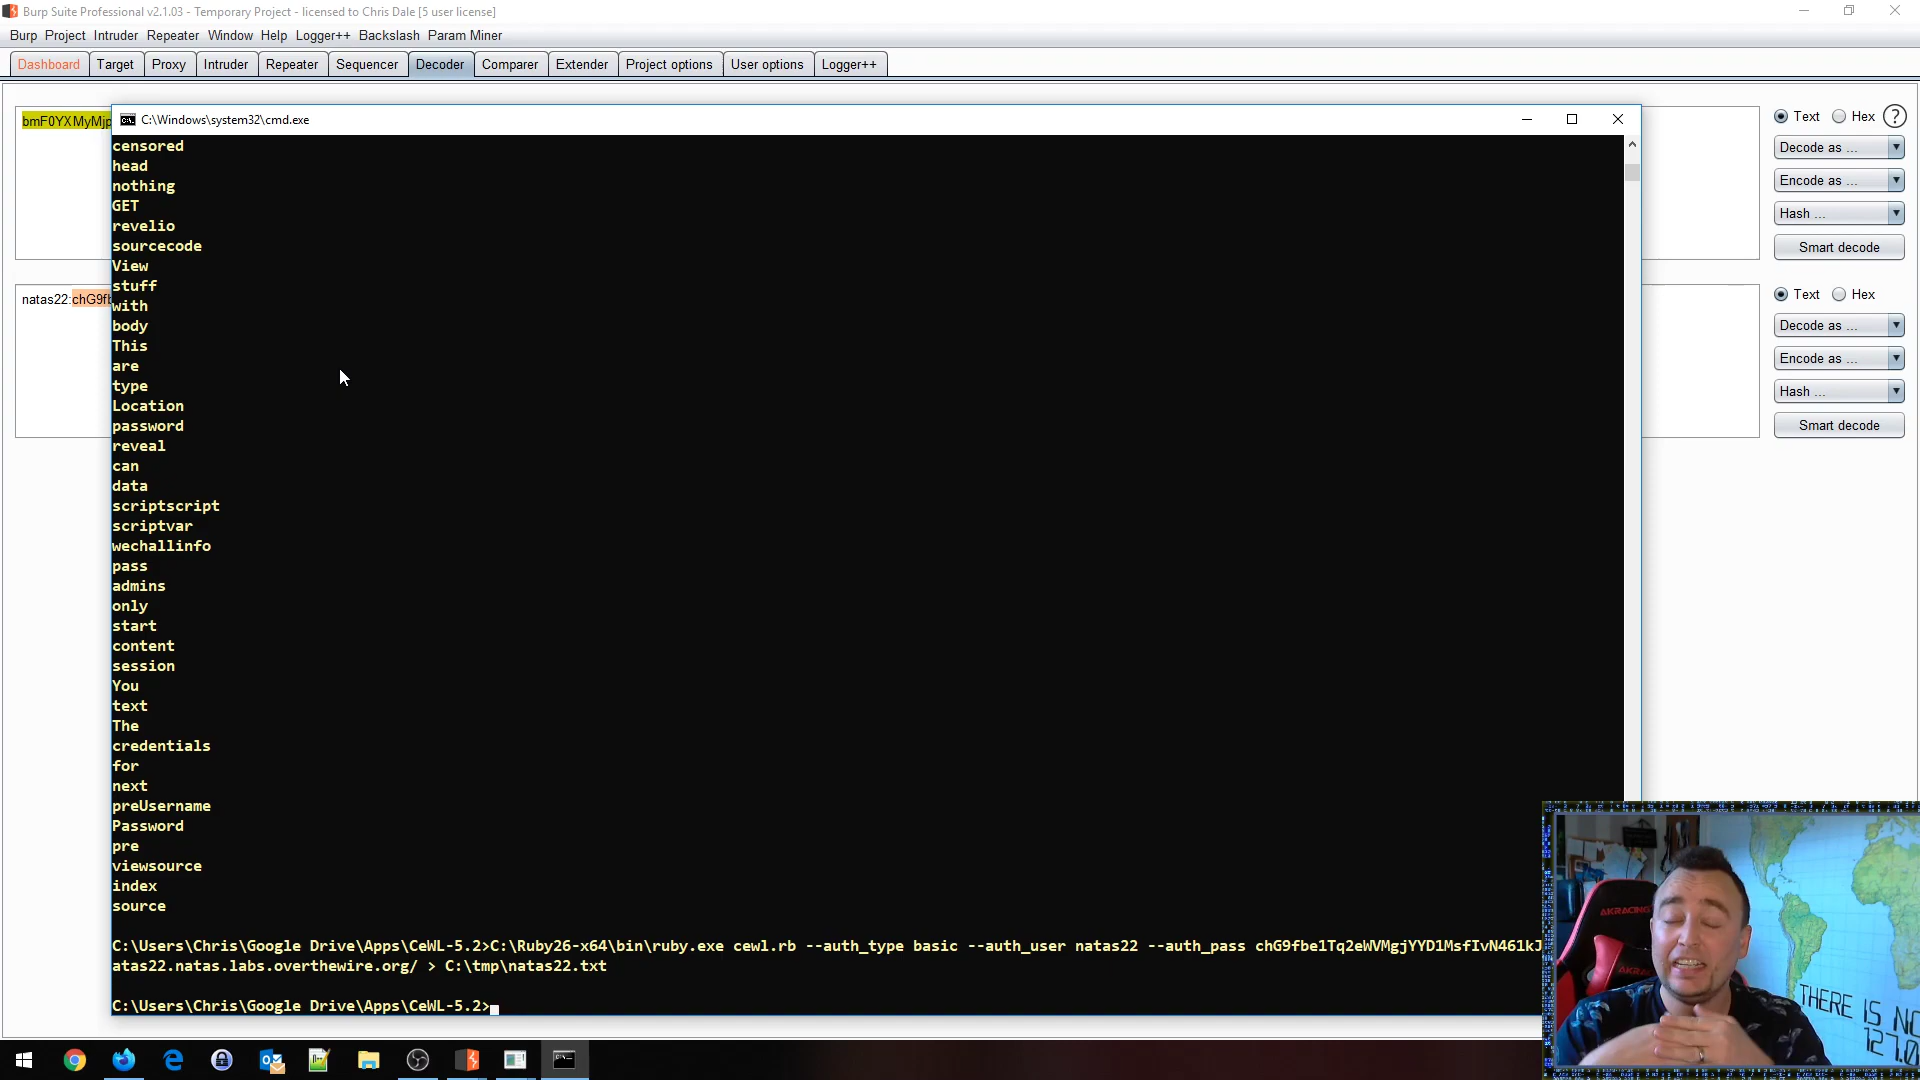 Burp Suite Professional v2.1.03 - Temporary Project - licensed to Chris Dale [5 user license]
Burp Project Intruder Repeater Window Help Logger++ Backslash Param Miner
Dashboard Target Proxy Intruder Repeater Sequencer Decoder Comparer Extender Project options User options Logger++
bmF0YXMyMjp
Text Hex ?
Decode as ...
Encode as ...
Hash ...
Smart decode
natas22:chG9fb
Text Hex
Decode as ...
Encode as ...
Hash ...
Smart decode
C:\Windows\system32\cmd.exe
censored
head
nothing
GET
revelio
sourcecode
View
stuff
with
body
This
are
type
Location
password
reveal
can
data
scriptscript
scriptvar
wechallinfo
pass
admins
only
start
content
session
You
text
The
credentials
for
next
preUsername
Password
pre
viewsource
index
source
C:\Users\Chris\Google Drive\Apps\CeWL-5.2>C:\Ruby26-x64\bin\ruby.exe cewl.rb --auth_type basic --auth_user natas22 --auth_pass chG9fbe1Tq2eWVMgjYYD1MsfIvN461kJ
atas22.natas.labs.overthewire.org/ > C:\tmp\natas22.txt
C:\Users\Chris\Google Drive\Apps\CeWL-5.2>
AKRACING
THERE IS NO
127.0